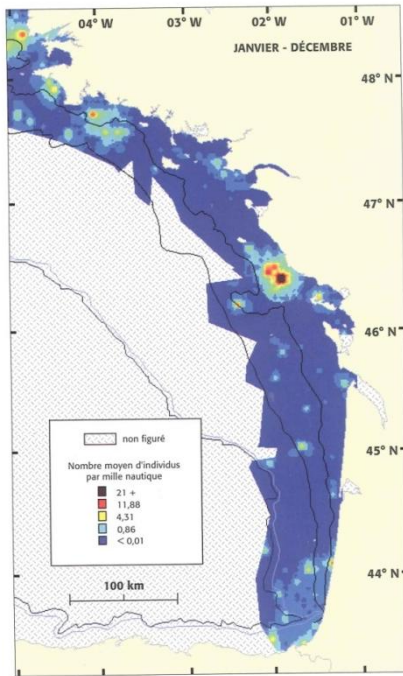 04° W
03° W
02° W
01° W
JANVIER - DÉCEMBRE
48° N
47° N
46° N
45° N
44° N
non figuré
Nombre moyen d'individus
par mille nautique
21 +
11,88
4,31
0,86
< 0,01
100 km